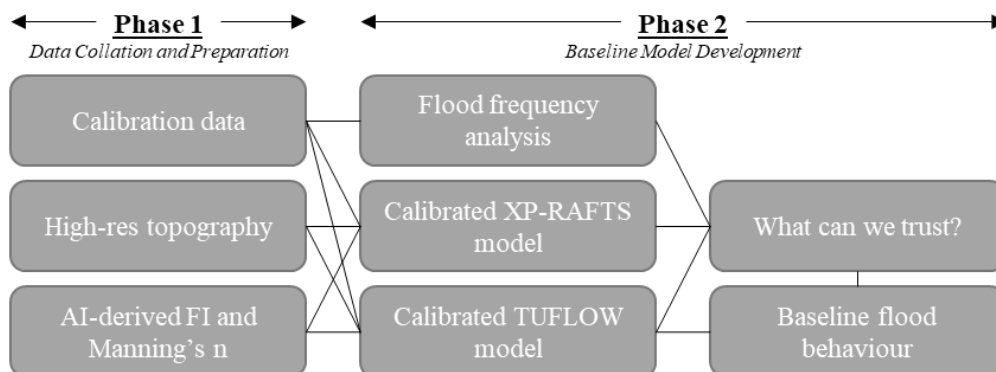 Phase 1
Data Collation and Preparation
Phase 2
Baseline Model Development
Calibration data
Flood frequency
analysis
High-res topography
Calibrated XP-RAFTS
model
What can we trust?
AI-derived FI and
Manning's n
Calibrated TUFLOW
model
Baseline flood
behaviour